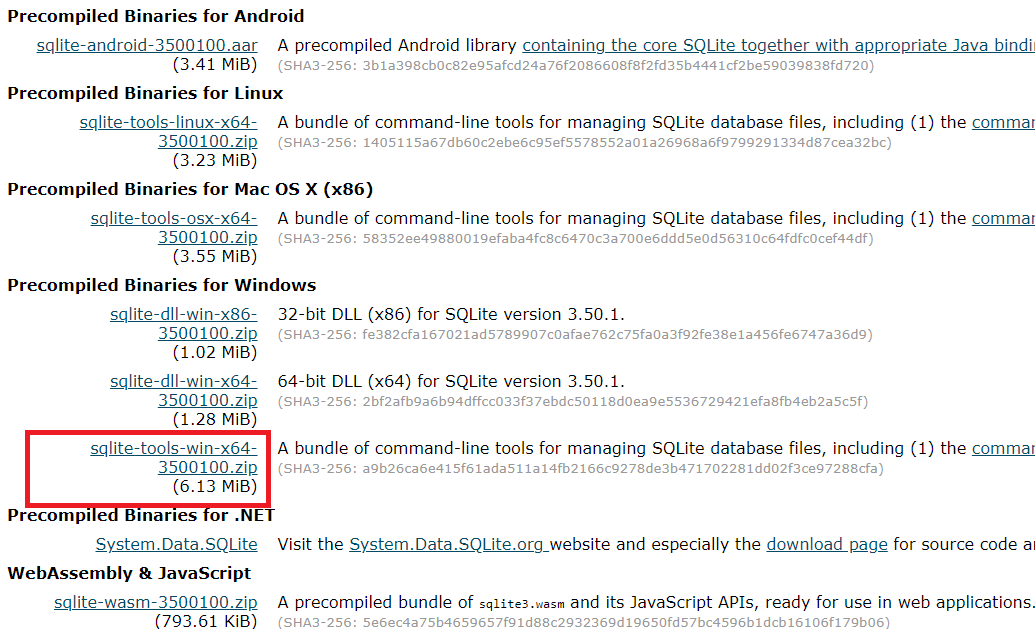 Precompiled Binaries for Android
sqlite-android-3500100.aar A precompiled Android library containing the core SQLite together with appropriate Java
(3.41 MiB) (SHA3-256: 3b1a398cb0c82e95afcd24a76f2086608f8f2fd35b4441cf2be59039838fd720)
Precompiled Binaries for Linux
sqlite-tools-linux-x64- A bundle of command-line tools for managing SQLite database files, including (1) the
3500100.zip (SHA3-256: 1405115a67db60c2ebe6c95ef5578552a01a26968a6f9799291334d87cea32bc)
(3.23 MiB)
Precompiled Binaries for Mac OS X (x86)
sqlite-tools-osx-x64- A bundle of command-line tools for managing SQLite database files, including (1) the
3500100.zip (SHA3-256: 58352ee49880019efaba4fc8c6470c3a700e6ddd5e0d56310c64fdfc0cef44df)
(3.55 MiB)
Precompiled Binaries for Windows
sqlite-dll-win-x86- 32-bit DLL (x86) for SQLite version 3.50.1.
3500100.zip (SHA3-256: fe382cfa167021ad5789907c0afae762c75fa0a3f92fe38e1a456fe6747a36d9)
(1.02 MiB)
sqlite-dll-win-x64- 64-bit DLL (x64) for SQLite version 3.50.1.
3500100.zip (SHA3-256: 2bf2afb9a6b94dffcc033f37ebdc50118d0ea9e5536729421efa8fb4eb2a5c5f)
(1.28 MiB)
sqlite-tools-win-x64- A bundle of command-line tools for managing SQLite database files, including (1) the
3500100.zip (SHA3-256: a9b26ca6e415f61ada511a14fb2166c9278de3b471702281dd02f3ce97288cfa)
(6.13 MiB)
Precompiled Binaries for .NET
System.Data.SQLite Visit the System.Data.SQLite.org website and especially the download page for source code
WebAssembly & JavaScript
sqlite-wasm-3500100.zip A precompiled bundle of sqlite3.wasm and its JavaScript APIs, ready for use in web applications.
(793.61 KiB) (SHA3-256: 5e6ec4a75b4659657f91d88c2932369d19650fd57bc4596b1dcb16106f179b06)